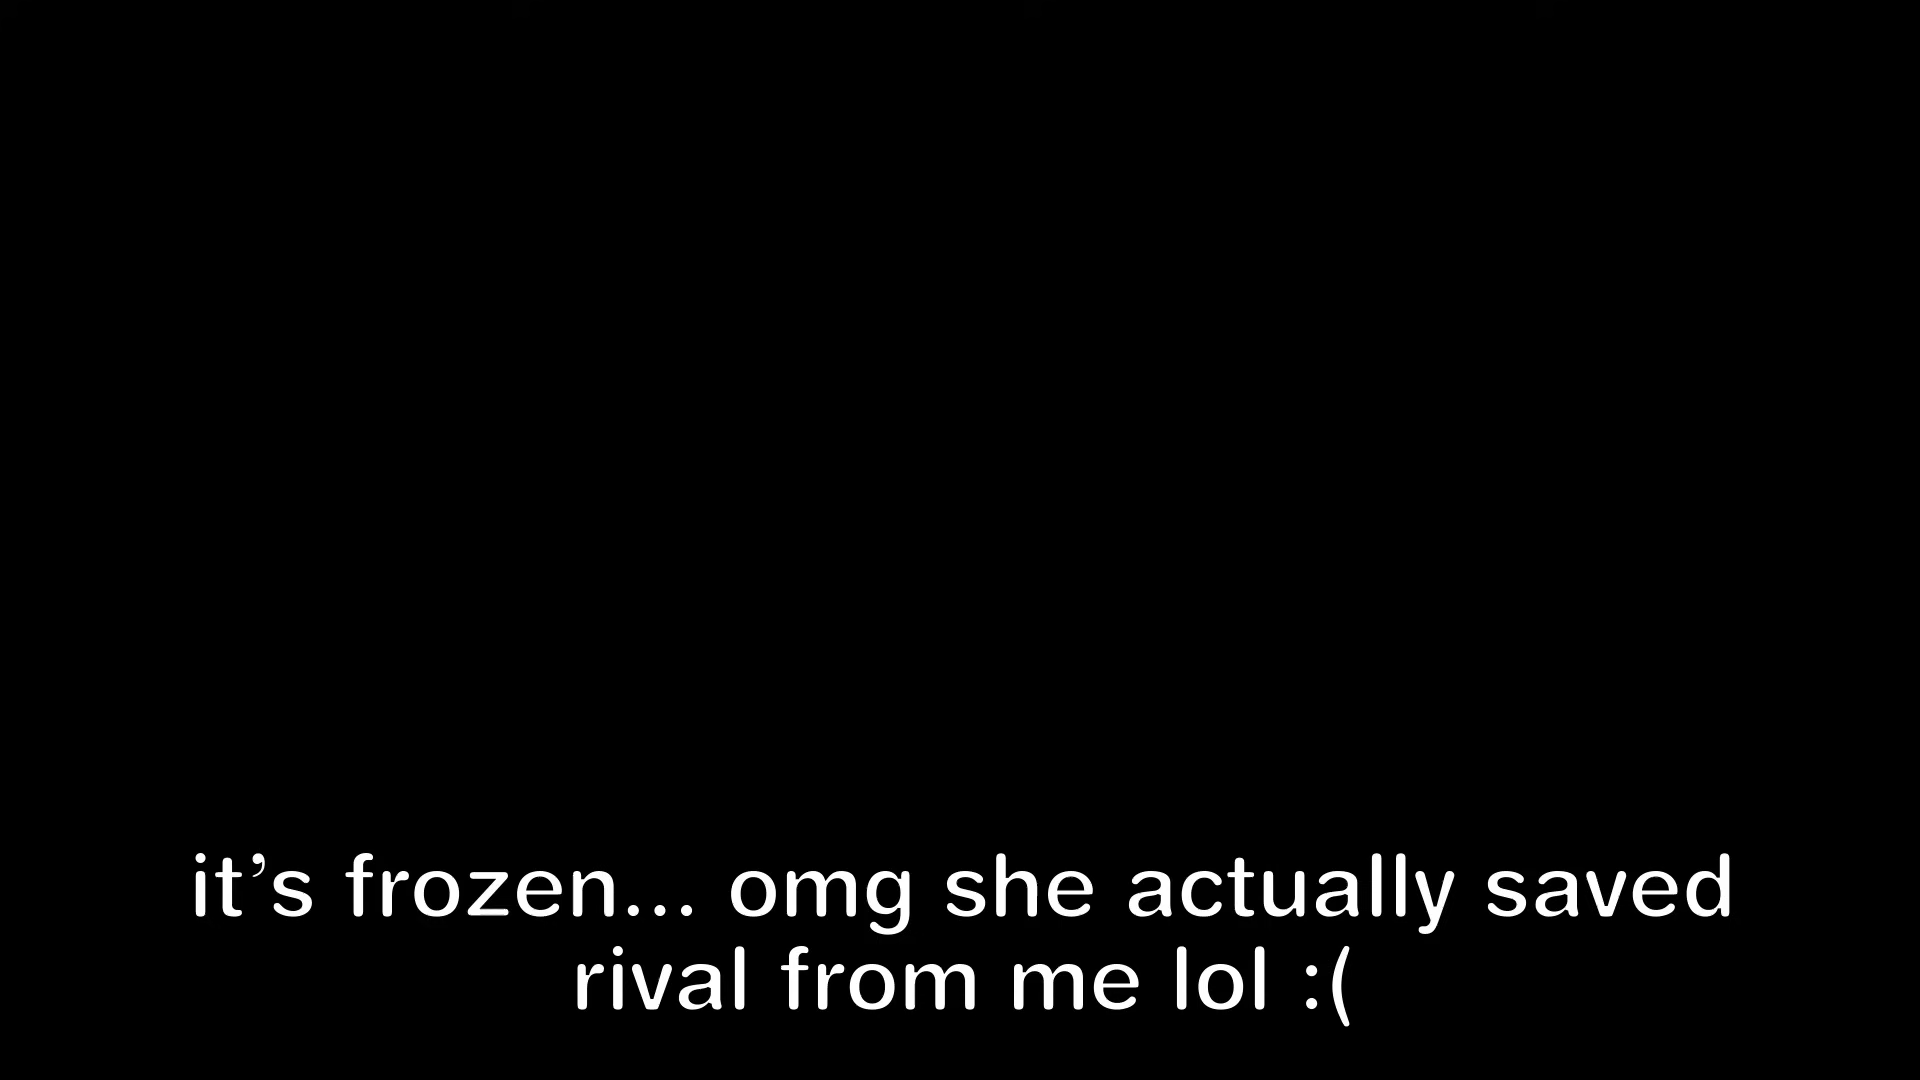 it’s frozen... omg she actually saved
rival from me lol :(